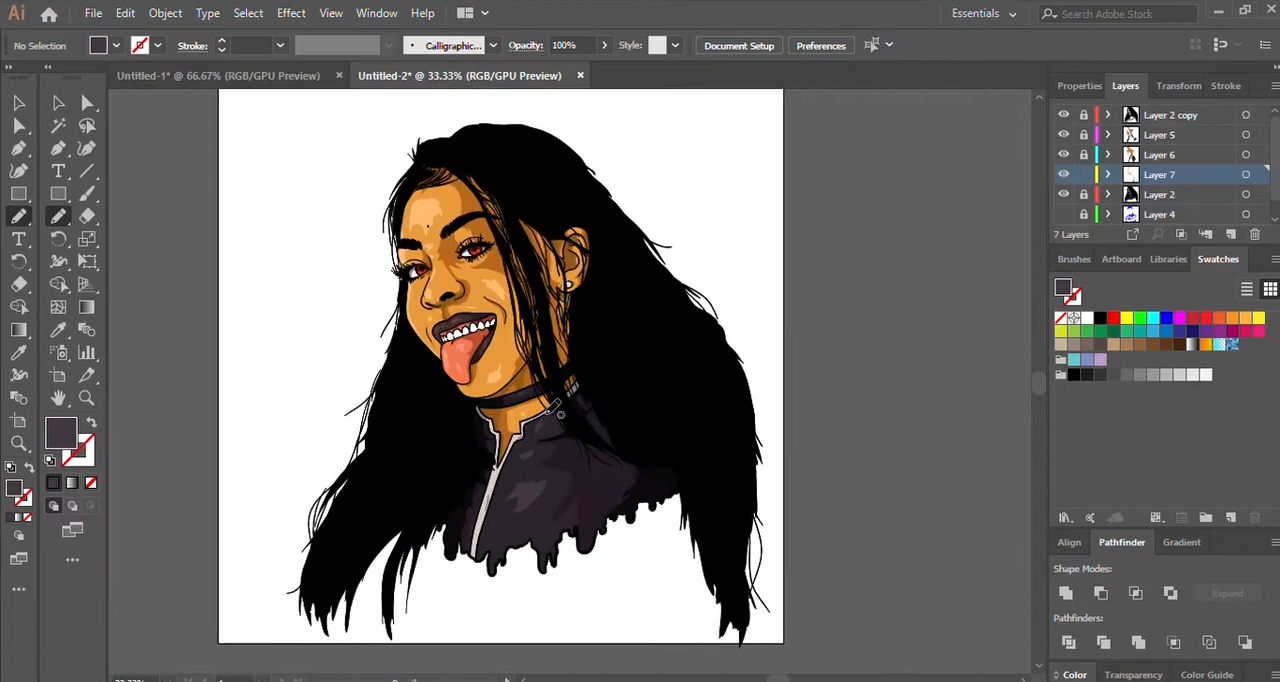 Ai File Edit Object Type Select Effect View Window Help Essentials Search Adobe Stock
No Selection Stroke: Calligraphic... Opacity: 100% Style: Document Setup Preferences
Untitled-1* @ 66.67% (RGB/GPU Preview) × Untitled-2* @ 33.33% (RGB/GPU Preview) ×
Properties Layers Transform Stroke
Layer 2 copy
Layer 5
Layer 6
Layer 7
Layer 2
Layer 4
7 Layers
Brushes Artboard Libraries Swatches
Align Pathfinder Gradient
Shape Modes:
Expand
Pathfinders:
Color Transparency Color Guide